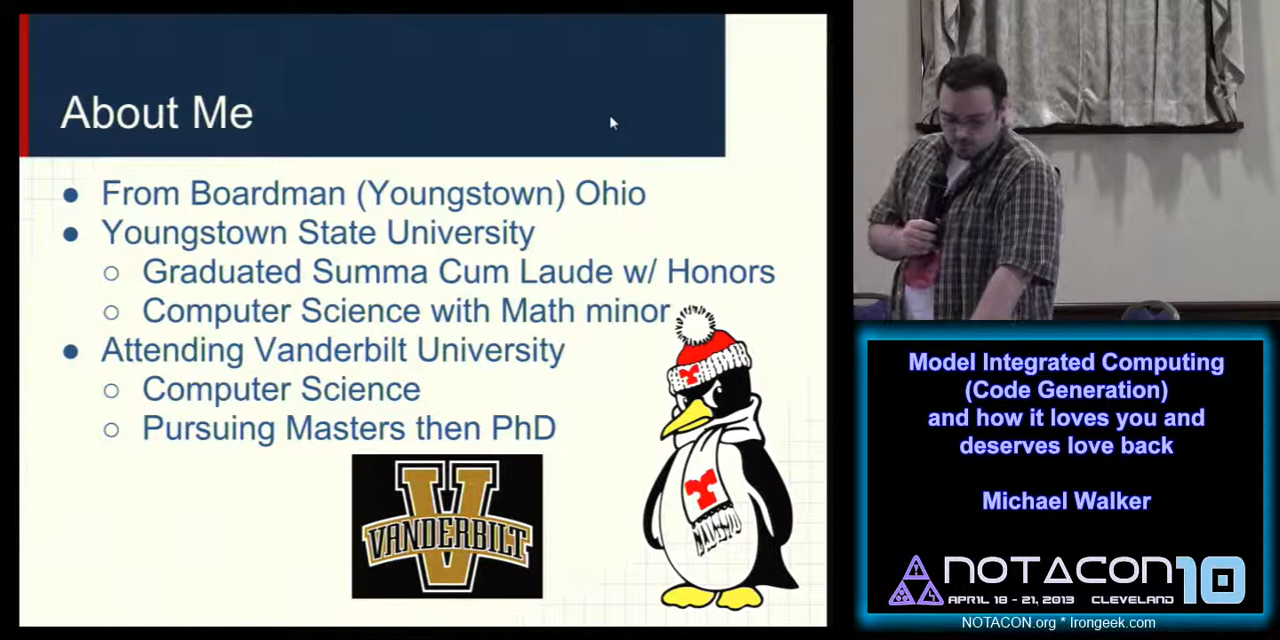 About Me
From Boardman (Youngstown) Ohio
Youngstown State University
Graduated Summa Cum Laude w/ Honors
Computer Science with Math minor
Attending Vanderbilt University
Computer Science
Pursuing Masters then PhD
VANDERBILT
Y
Y
Model Integrated Computing
(Code Generation)
and how it loves you and
deserves love back
Michael Walker
NOTACON 10
APRIL 18 - 21, 2013 CLEVELAND
NOTACON.org * Irongeek.com